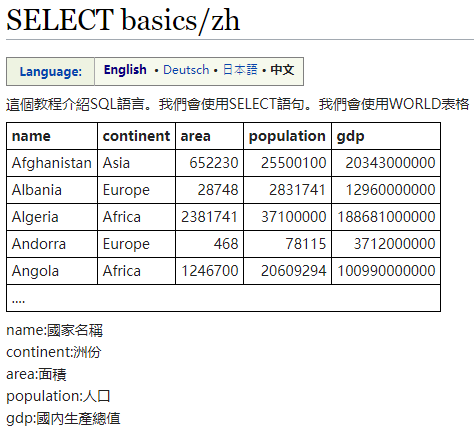 SELECT basics/zh
Language: English • Deutsch • 日本語 • 中文
這個教程介紹SQL語言。我們會使用SELECT語句。我們會使用WORLD表格
name continent area population gdp
Afghanistan Asia 652230 25500100 20343000000
Albania Europe 28748 2831741 12960000000
Algeria Africa 2381741 37100000 188681000000
Andorra Europe 468 78115 3712000000
Angola Africa 1246700 20609294 100990000000
....
name:國家名稱
continent:洲份
area:面積
population:人口
gdp:國內生產總值